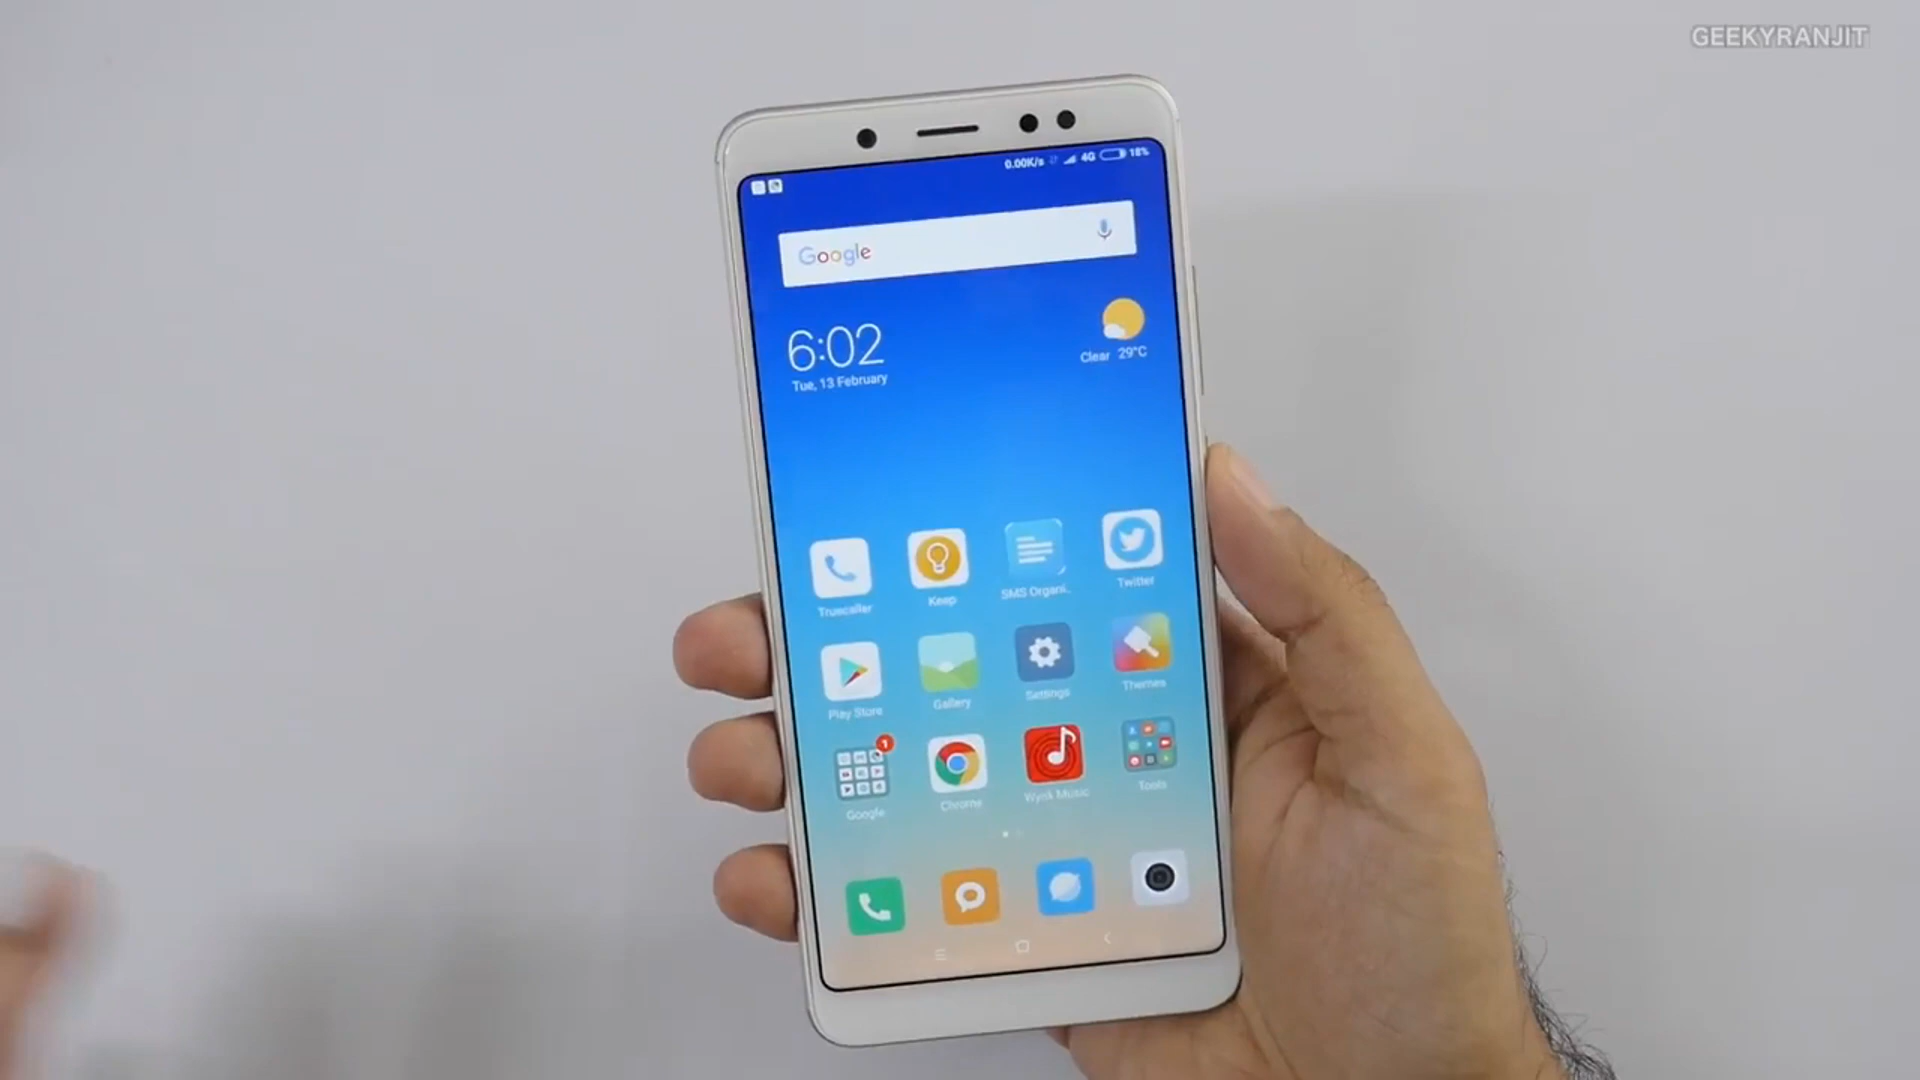 GEEKYRANJIT
0.00K/s 4G 18%
Google
6:02
Tue, 13 February
Clear 29°C
Truecaller
Keep
SMS Organi..
Twitter
Play Store
Gallery
Settings
Themes
1
Google
Chrome
Wynk Music
Tools